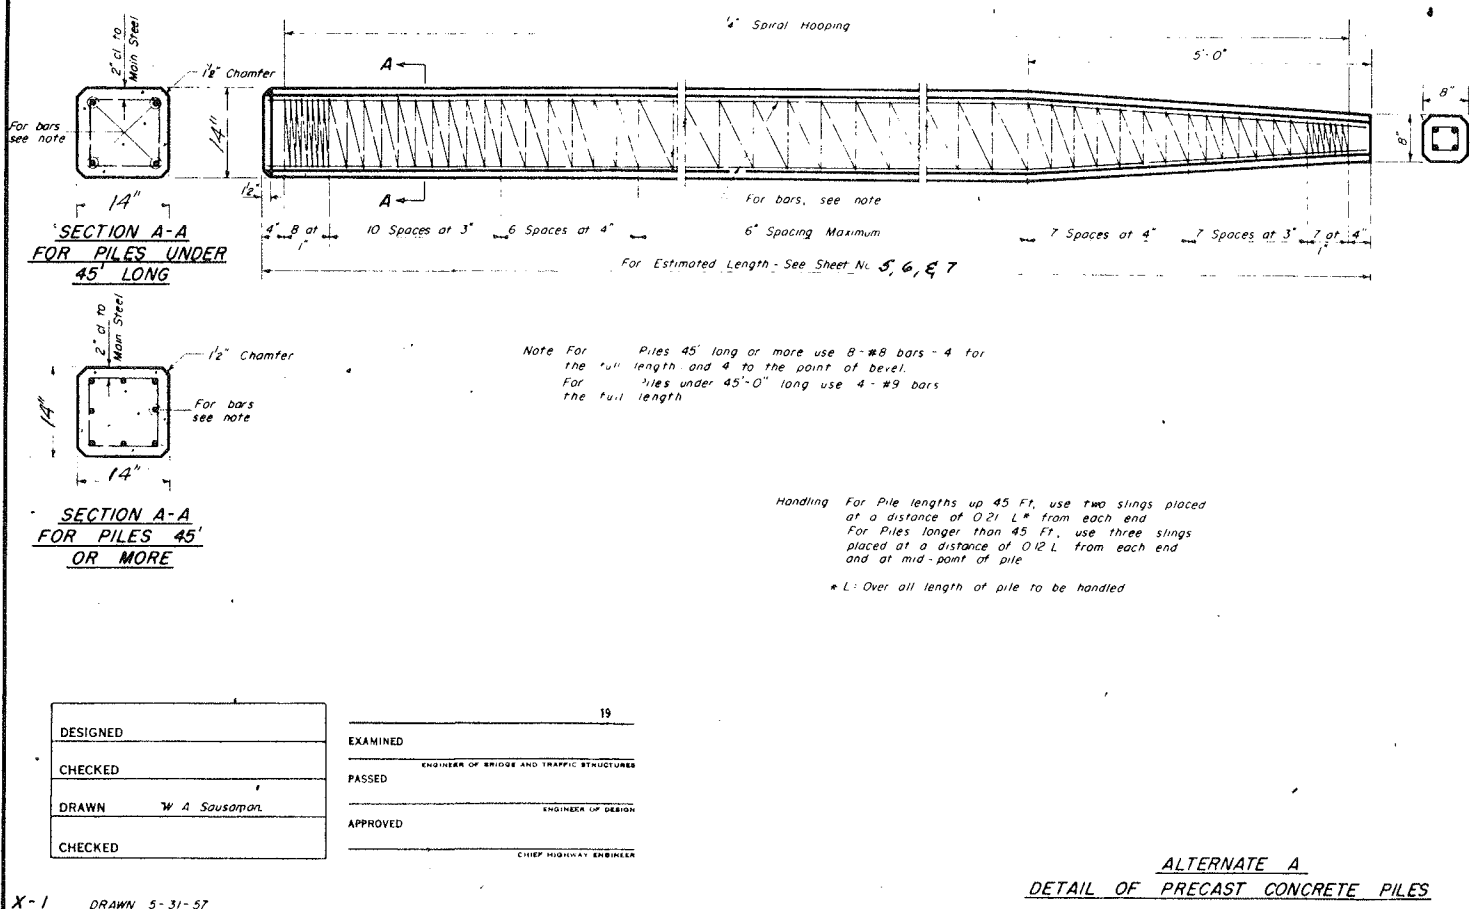 1/4" Spiral Hooping
5'-0"
2" cl to
Main Steel
1 1/2" Chamfer
A
14"
8"
8"
For bars
see note
1 1/2"
A
14"
For bars, see note
SECTION A-A
FOR PILES UNDER
45' LONG
4" 8 at 1" 10 Spaces at 3" 6 Spaces at 4" 6" Spacing Maximum 7 Spaces at 4" 7 Spaces at 3" 7 at 1" 4"
For Estimated Length - See Sheet No. 5, 6, & 7
2" cl to
Main Steel
1 1/2" Chamfer
14"
For bars
see note
14"
SECTION A-A
FOR PILES 45'
OR MORE
Note For Piles 45' long or more use 8-#8 bars - 4 for
the full length and 4 to the point of bevel.
For Piles under 45'-0" long use 4-#9 bars
the full length
Handling For Pile lengths up 45 Ft, use two slings placed
at a distance of 0.21 L* from each end
For Piles longer than 45 Ft, use three slings
placed at a distance of 0.12 L from each end
and at mid-point of pile
* L: Over all length of pile to be handled
DESIGNED
CHECKED
DRAWN W A Sausaman
CHECKED
19
EXAMINED
ENGINEER OF BRIDGE AND TRAFFIC STRUCTURES
PASSED
ENGINEER OF DESIGN
APPROVED
CHIEF HIGHWAY ENGINEER
ALTERNATE A
DETAIL OF PRECAST CONCRETE PILES
X-1 DRAWN 5-31-57